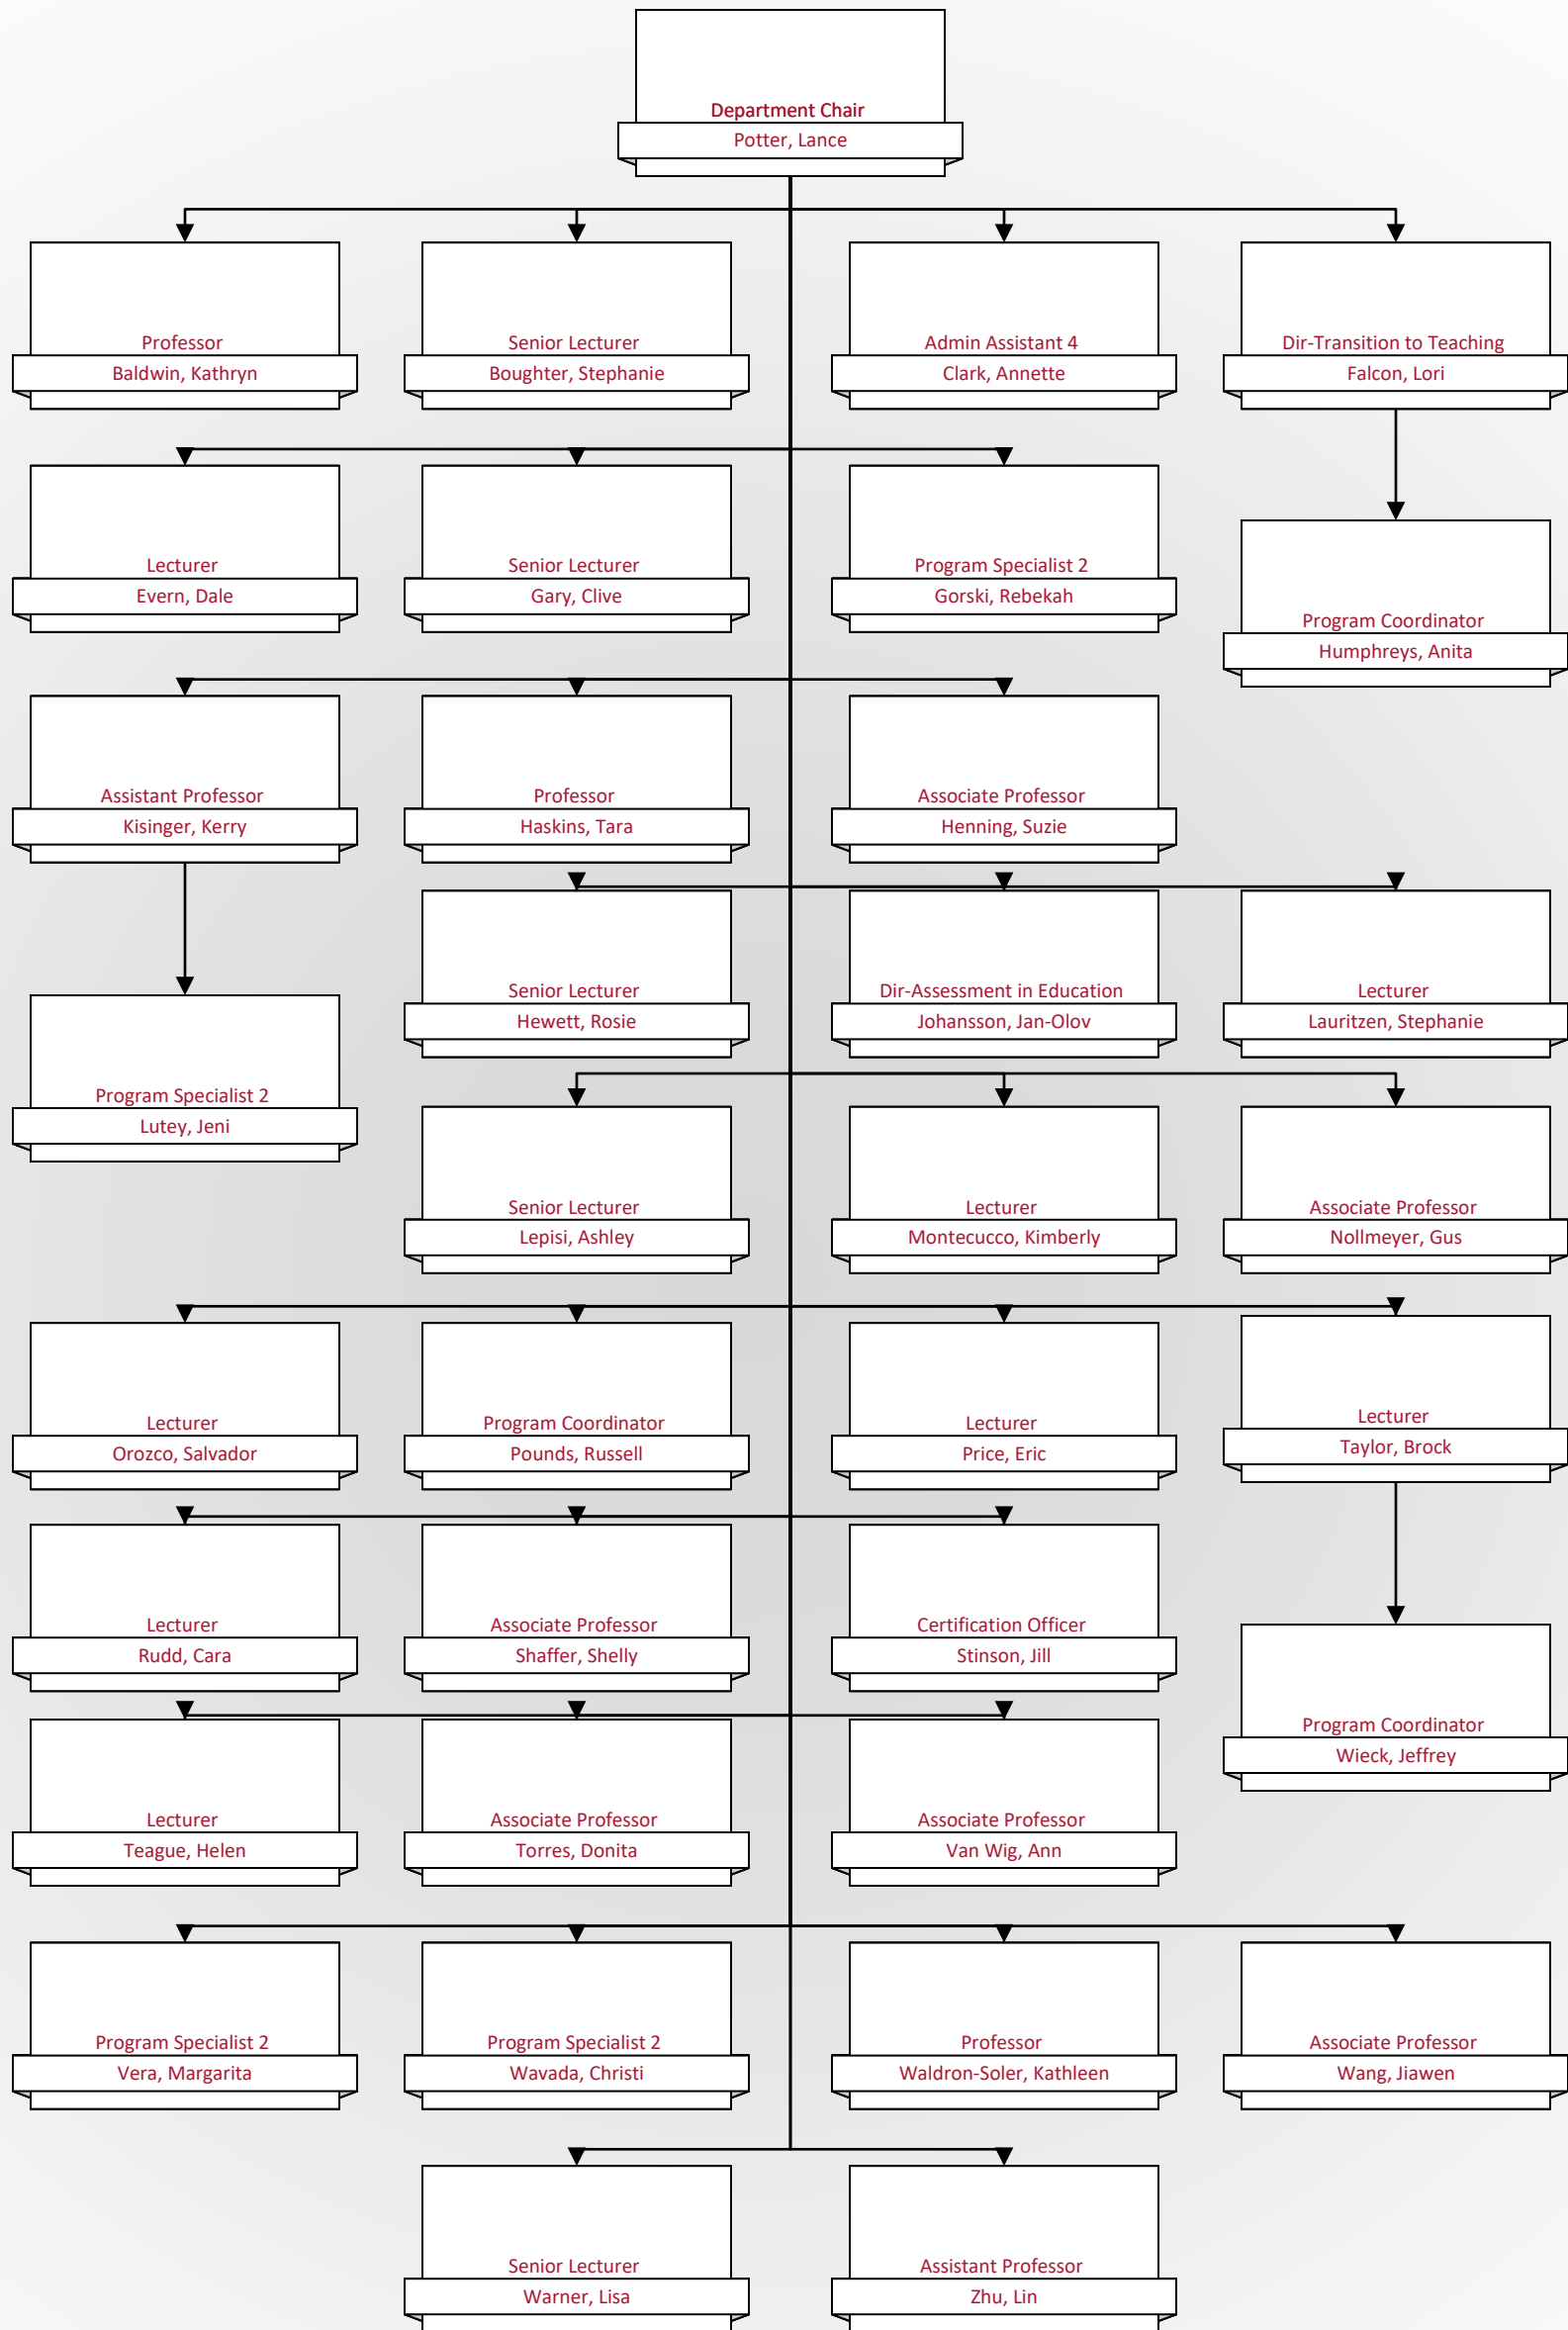 Department Chair
Potter, Lance
Professor
Baldwin, Kathryn
Senior Lecturer
Boughter, Stephanie
Admin Assistant 4
Clark, Annette
Dir-Transition to Teaching
Falcon, Lori
Lecturer
Evern, Dale
Senior Lecturer
Gary, Clive
Program Specialist 2
Gorski, Rebekah
Program Coordinator
Humphreys, Anita
Assistant Professor
Kisinger, Kerry
Professor
Haskins, Tara
Associate Professor
Henning, Suzie
Senior Lecturer
Hewett, Rosie
Dir-Assessment in Education
Johansson, Jan-Olov
Lecturer
Lauritzen, Stephanie
Program Specialist 2
Lutey, Jeni
Senior Lecturer
Lepisi, Ashley
Lecturer
Montecucco, Kimberly
Associate Professor
Nollmeyer, Gus
Lecturer
Orozco, Salvador
Program Coordinator
Pounds, Russell
Lecturer
Price, Eric
Lecturer
Taylor, Brock
Lecturer
Rudd, Cara
Associate Professor
Shaffer, Shelly
Certification Officer
Stinson, Jill
Program Coordinator
Wieck, Jeffrey
Lecturer
Teague, Helen
Associate Professor
Torres, Donita
Associate Professor
Van Wig, Ann
Program Specialist 2
Vera, Margarita
Program Specialist 2
Wavada, Christi
Professor
Waldron-Soler, Kathleen
Associate Professor
Wang, Jiawen
Senior Lecturer
Warner, Lisa
Assistant Professor
Zhu, Lin